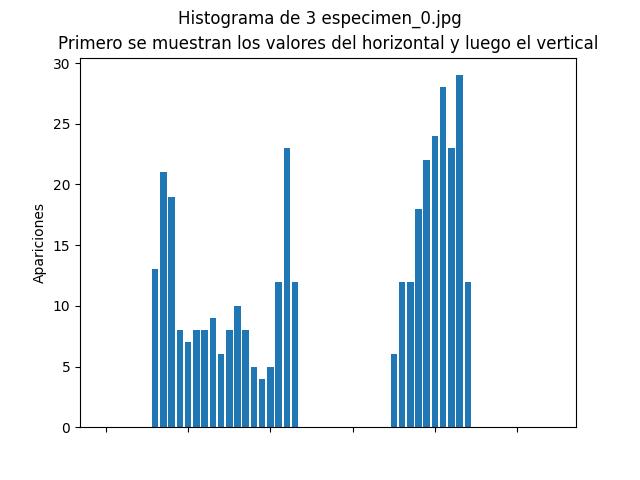 Histograma de 3 especimen_0.jpg
Primero se muestran los valores del horizontal y luego el vertical
30
25
20
15
10
5
0
Apariciones